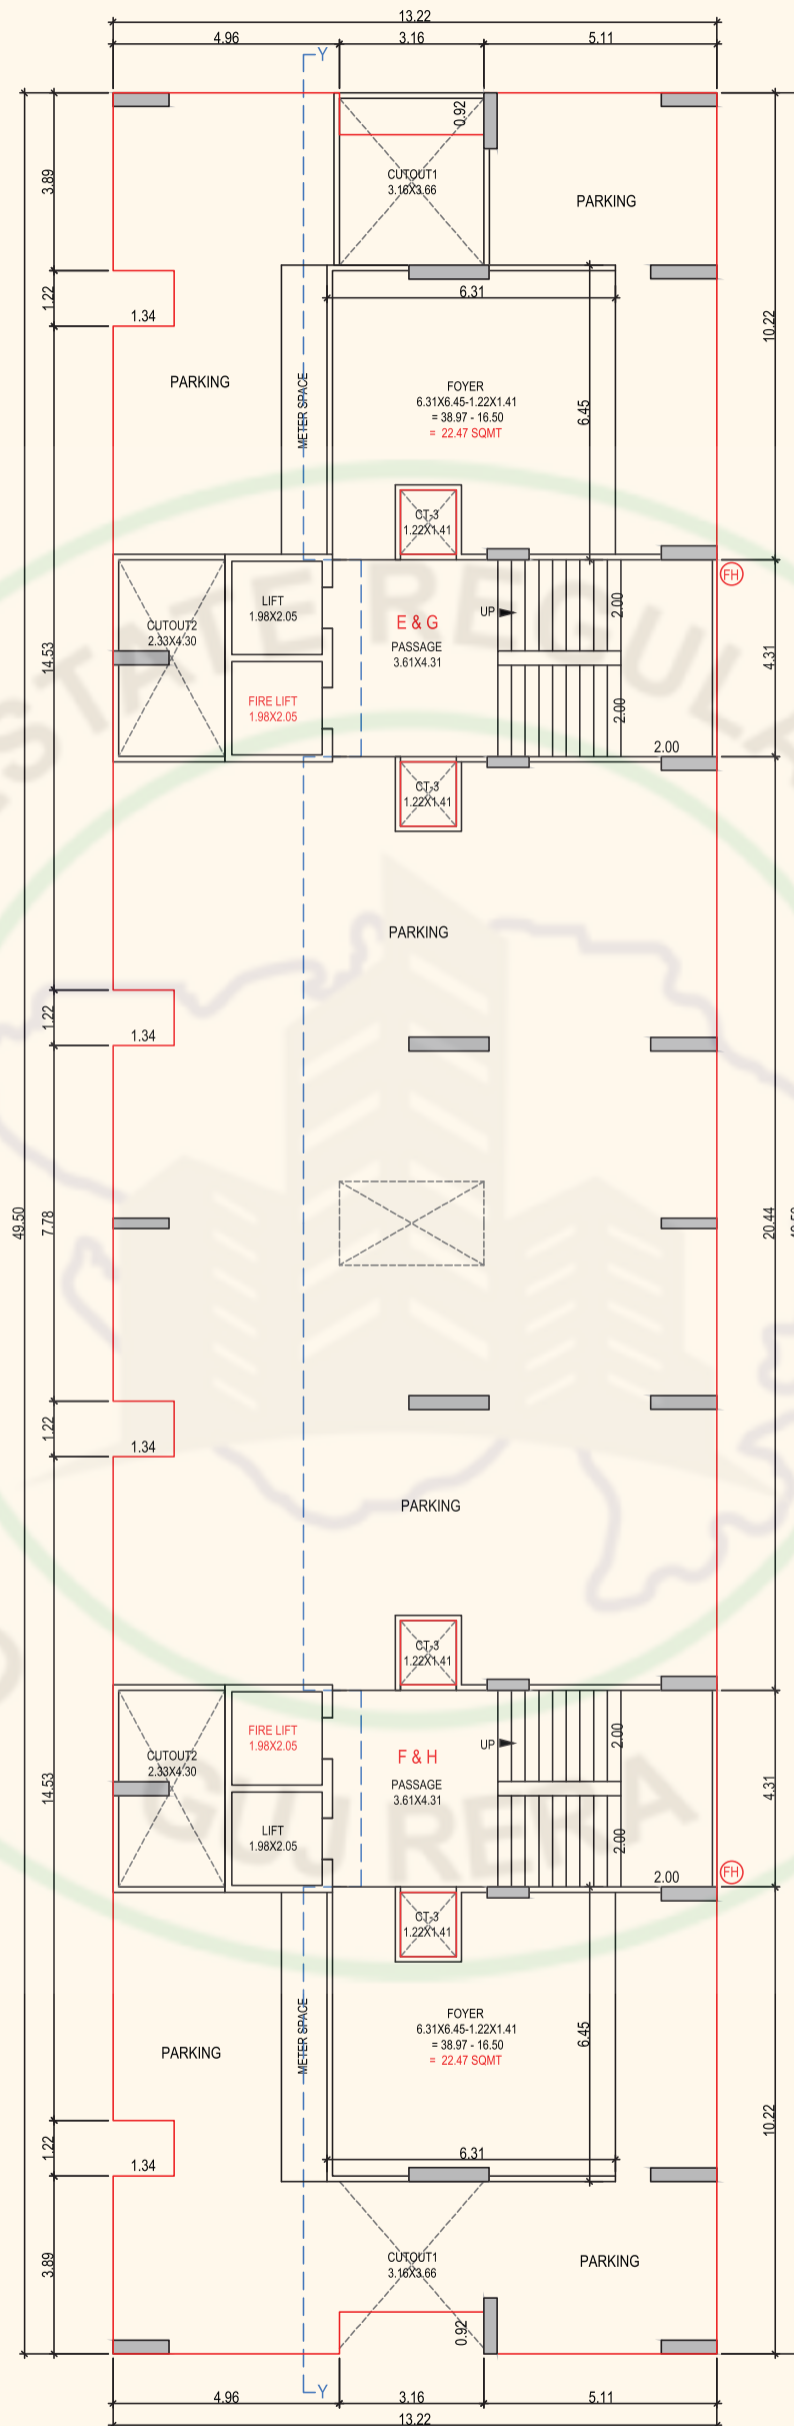 13.22
4.96 3.16 5.11
Y
0.92
CUTOUT1
3.16X3.66
PARKING
3.89
1.22
1.34
6.31
10.22
PARKING
METER SPACE
FOYER
6.31X6.45-1.22X1.41
= 38.97 - 16.50
= 22.47 SQMT
6.45
CT-3
1.22X1.41
FH
CUTOUT2
2.33X4.30
LIFT
1.98X2.05
E & G
PASSAGE
3.61X4.31
UP
2.00
14.53
4.31
FIRE LIFT
1.98X2.05
2.00
2.00
CT-3
1.22X1.41
ESTATE REGULA
PARKING
1.22
1.34
49.50
7.78
20.44
1.22
1.34
PARKING
CT-3
1.22X1.41
FIRE LIFT
1.98X2.05
CUTOUT2
2.33X4.30
F & H
PASSAGE
3.61X4.31
UP
2.00
14.53
4.31
LIFT
1.98X2.05
2.00
2.00
FH
GUJ RERA
CT-3
1.22X1.41
FOYER
6.31X6.45-1.22X1.41
= 38.97 - 16.50
= 22.47 SQMT
6.45
METER SPACE
PARKING
10.22
1.22
1.34
6.31
3.89
CUTOUT1
3.16X3.66
PARKING
0.92
Y
4.96 3.16 5.11
13.22